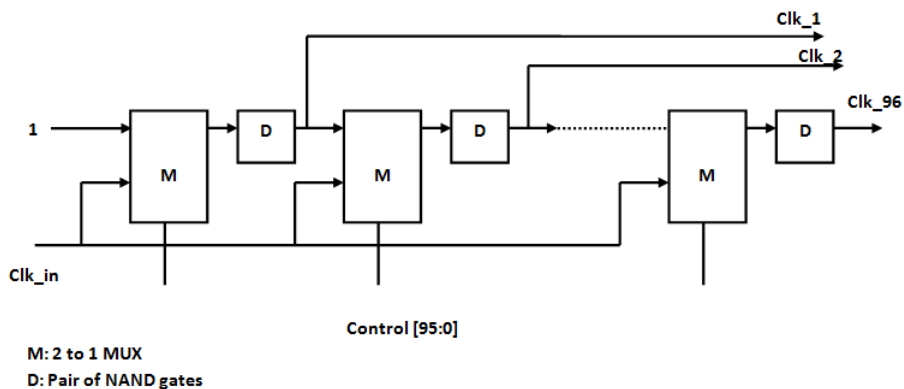 Clk_1
Clk_2
Clk_96
1
D
D
D
M
M
M
Clk_in
Control [95:0]
M: 2 to 1 MUX
D: Pair of NAND gates